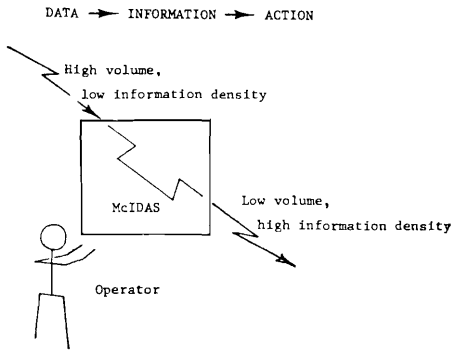 DATA → INFORMATION → ACTION
High volume,
low information density
McIDAS
Low volume,
high information density
Operator